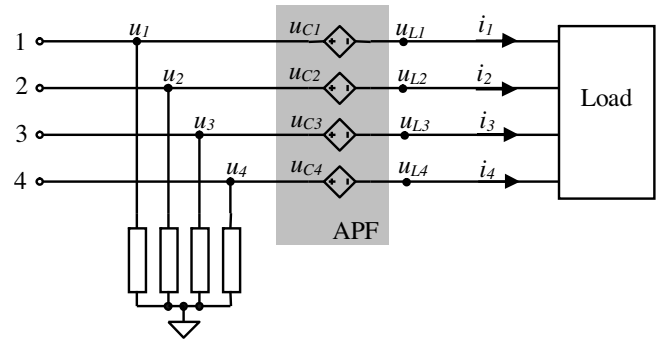 1 u1 uC1 uL1 i1
2 u2 uC2 uL2 i2
3 u3 uC3 uL3 i3
4 u4 uC4 uL4 i4
Load
APF